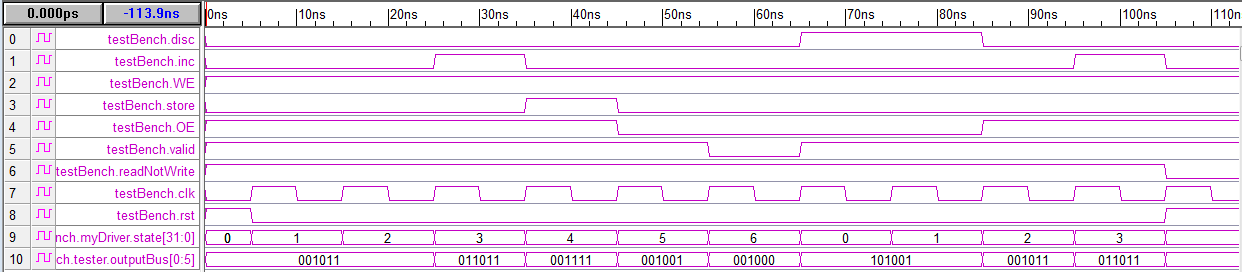 0.000ps -113.9ns 0ns 10ns 20ns 30ns 40ns 50ns 60ns 70ns 80ns 90ns 100ns 110n
0 testBench.disc
1 testBench.inc
2 testBench.WE
3 testBench.store
4 testBench.OE
5 testBench.valid
6 testBench.readNotWrite
7 testBench.clk
8 testBench.rst
9 nch.myDriver.state[31:0] 0 1 2 3 4 5 6 0 1 2 3
10 ch.tester.outputBus[0:5] 001011 011011 001111 001001 001000 101001 001011 011011